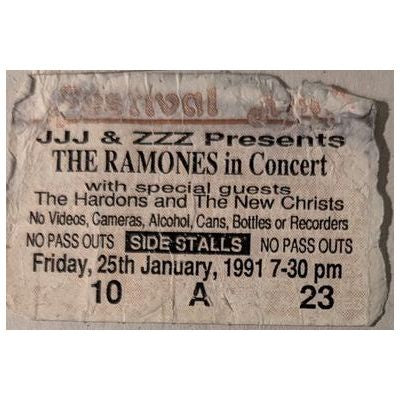 Festival
JJJ & ZZZ Presents
THE RAMONES in Concert
with special guests
The Hardons and The New Christs
No Videos, Cameras, Alcohol, Cans, Bottles or Recorders
NO PASS OUTS SIDE STALLS NO PASS OUTS
Friday, 25th January, 1991 7-30 pm
10 A 23